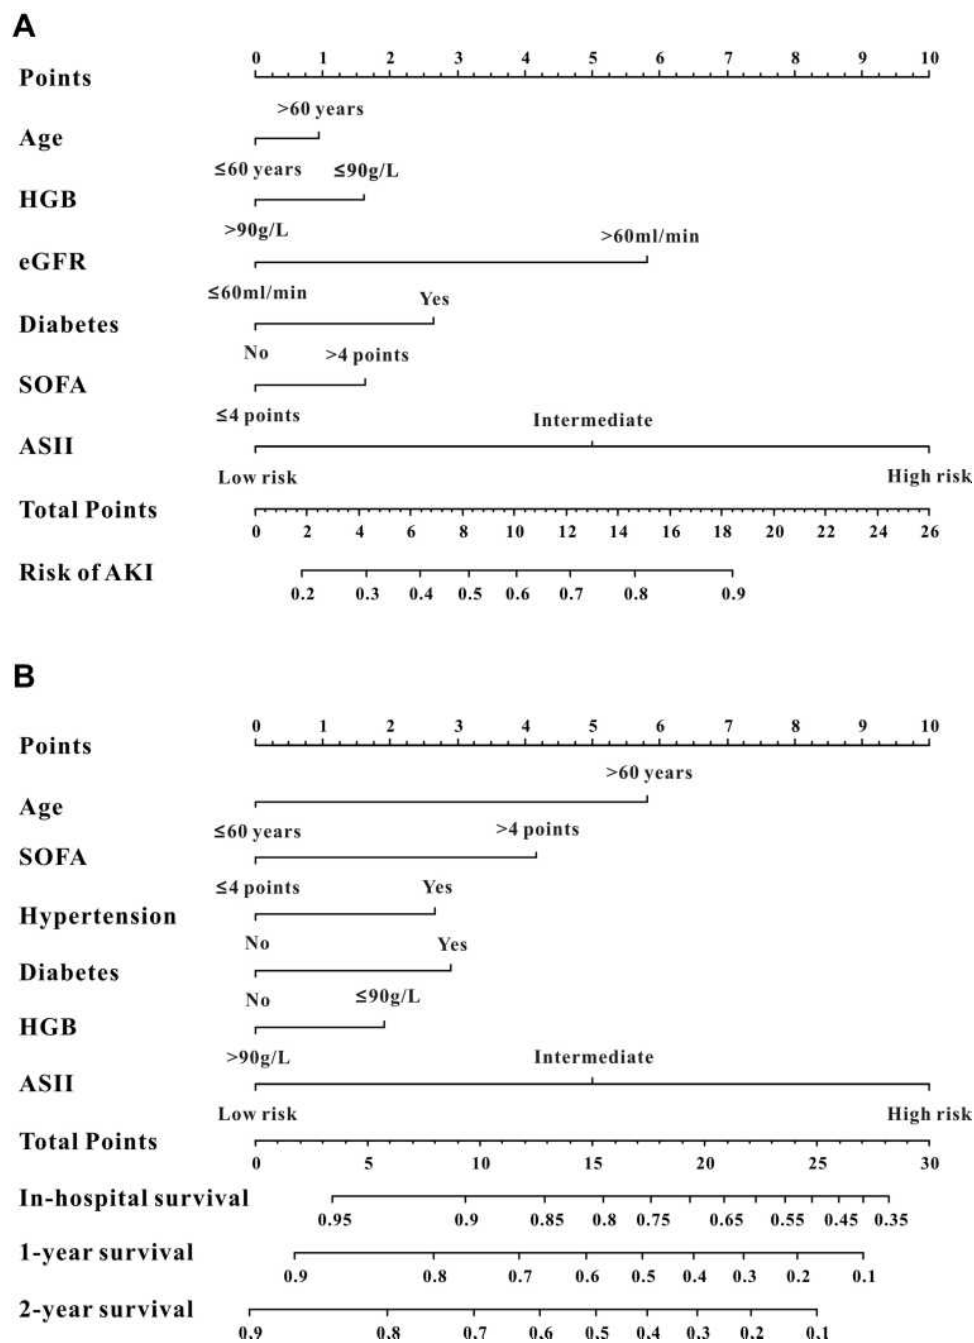 A
Points 0 1 2 3 4 5 6 7 8 9 10
>60 years
Age
≤60 years ≤90g/L
HGB
>90g/L >60ml/min
eGFR
≤60ml/min Yes
Diabetes
No >4 points
SOFA
≤4 points Intermediate
ASII
Low risk High risk
Total Points
0 2 4 6 8 10 12 14 16 18 20 22 24 26
Risk of AKI
0.2 0.3 0.4 0.5 0.6 0.7 0.8 0.9
B
0 1 2 3 4 5 6 7 8 9 10
Points
>60 years
Age
≤60 years >4 points
SOFA
≤4 points Yes
Hypertension
No Yes
Diabetes
No ≤90g/L
HGB
>90g/L Intermediate
ASII
Low risk High risk
Total Points
0 5 10 15 20 25 30
In-hospital survival
0.95 0.9 0.85 0.8 0.75 0.65 0.55 0.45 0.35
1-year survival
0.9 0.8 0.7 0.6 0.5 0.4 0.3 0.2 0.1
2-year survival
0.9 0.8 0.7 0.6 0.5 0.4 0.3 0.2 0.1